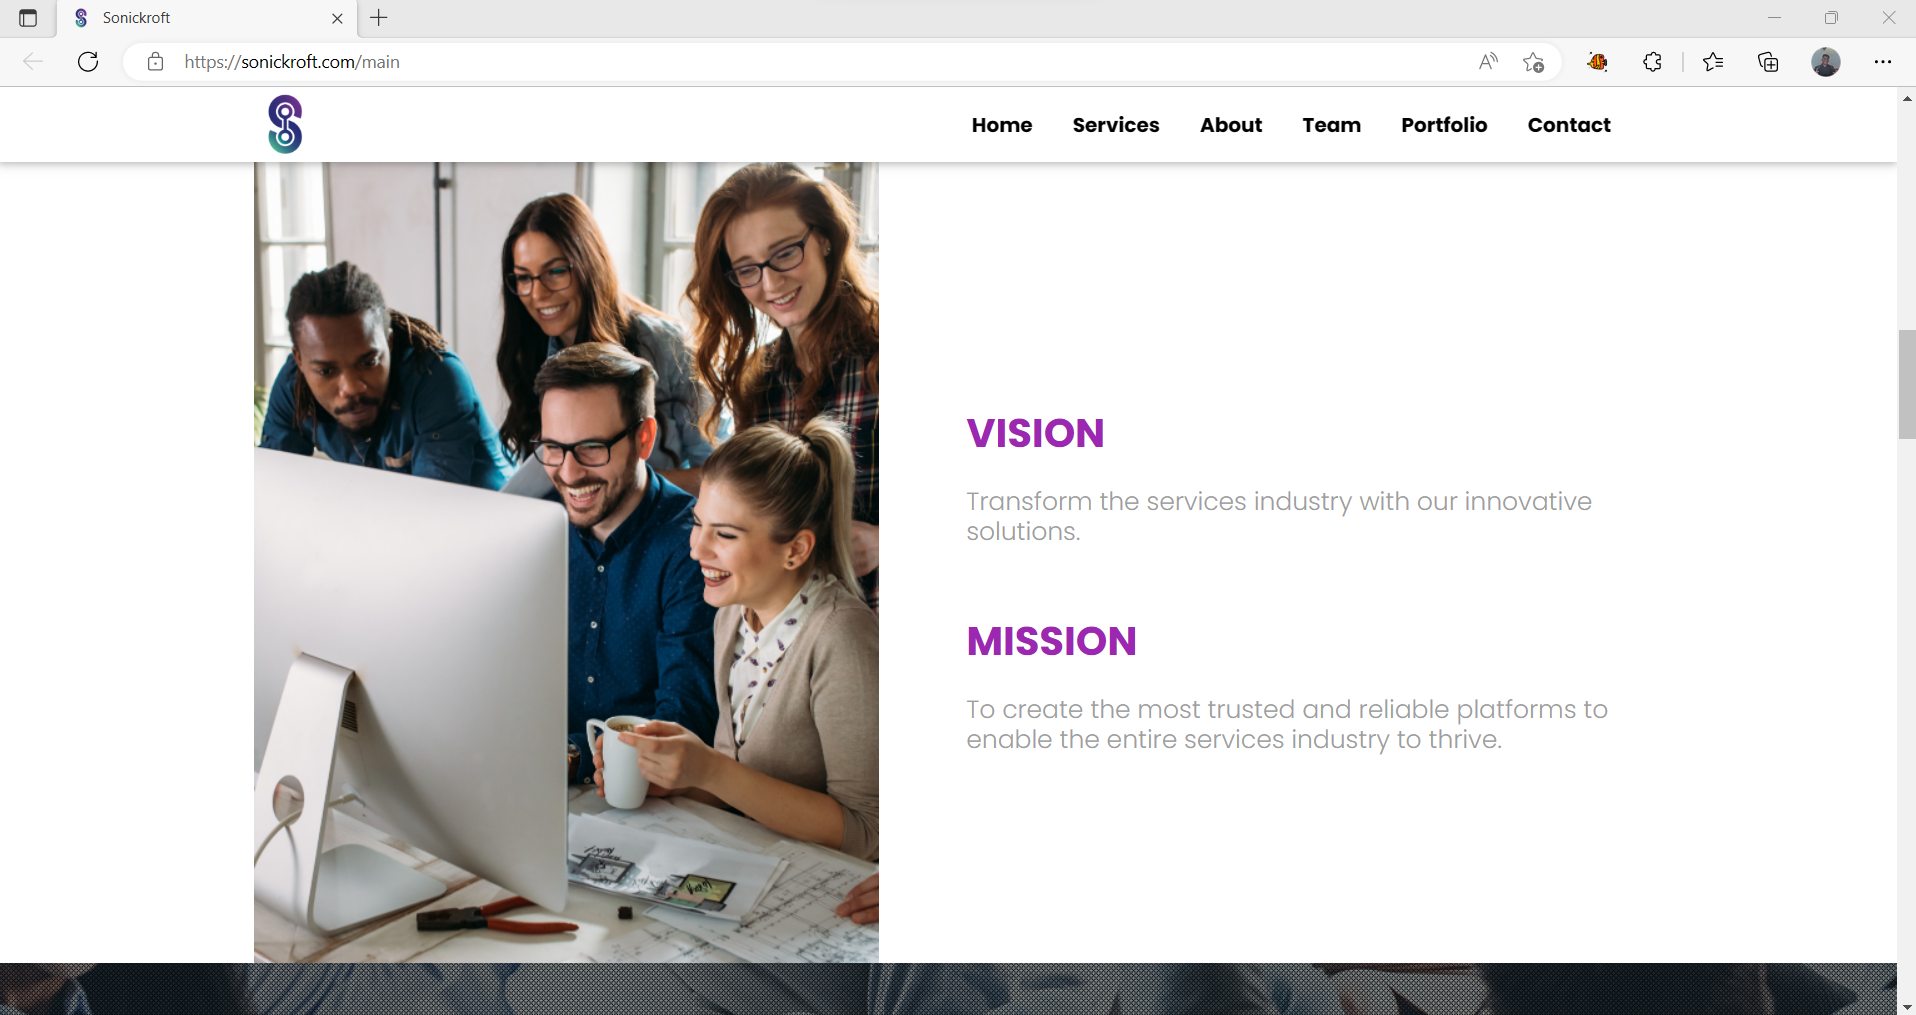 Sonickroft
https://sonickroft.com/main
Home Services About Team Portfolio Contact
VISION
Transform the services industry with our innovative
solutions.
MISSION
To create the most trusted and reliable platforms to
enable the entire services industry to thrive.